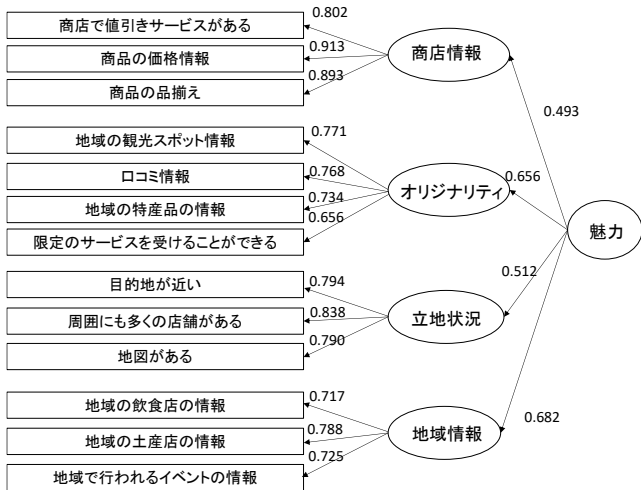 商店で値引きサービスがある
0.802
商品の価格情報
0.913
商品の品揃え
0.893
商店情報
0.493
地域の観光スポット情報
0.771
口コミ情報
0.768
地域の特産品の情報
0.734
限定のサービスを受けることができる
0.656
オリジナリティ
0.656
魅力
目的地が近い
0.794
周囲にも多くの店舗がある
0.838
地図がある
0.790
立地状況
0.512
地域の飲食店の情報
0.717
地域の土産店の情報
0.788
地域で行われるイベントの情報
0.725
地域情報
0.682